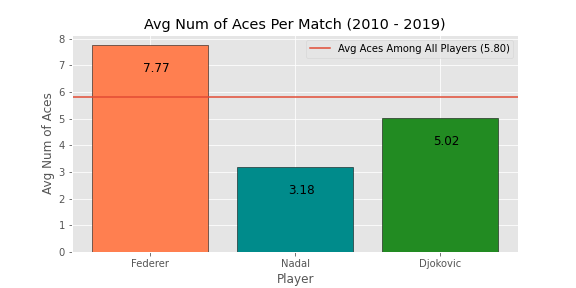 Avg Num of Aces Per Match (2010 - 2019)
Avg Aces Among All Players (5.80)
8
7
6
5
4
3
2
1
0
Avg Num of Aces
7.77
3.18
5.02
Federer
Nadal
Djokovic
Player